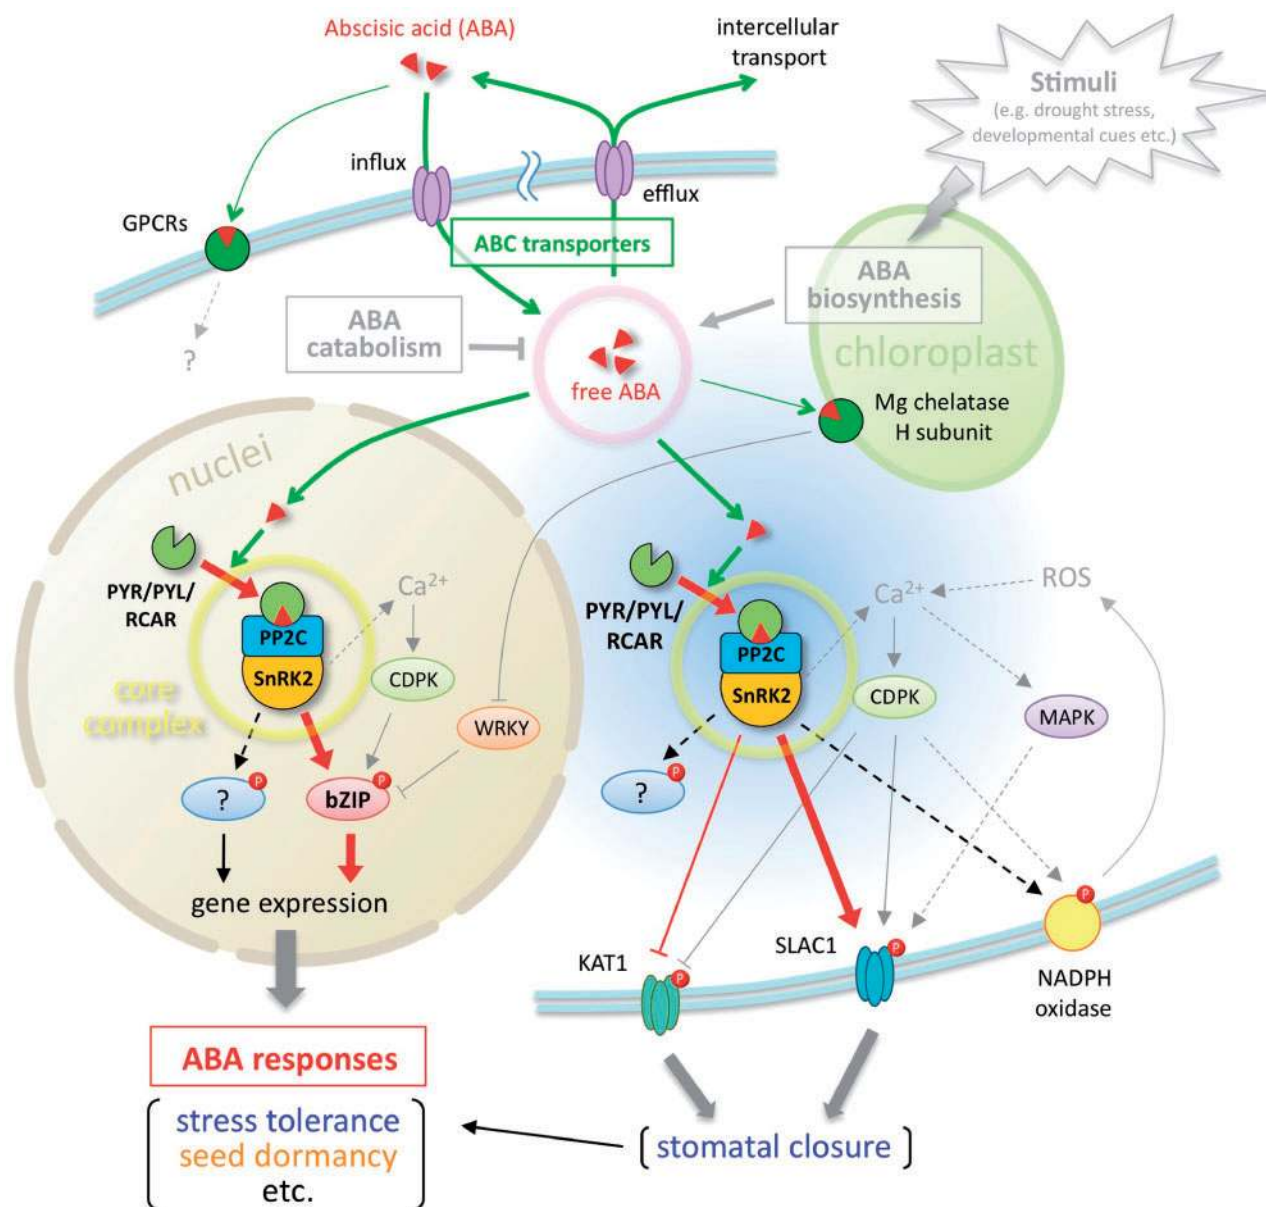 Abscisic acid (ABA)
intercellular
transport
Stimuli
(e.g. drought stress,
developmental cues etc.)
influx
efflux
GPCRs
ABC transporters
ABA
biosynthesis
ABA
catabolism
chloroplast
?
free ABA
Mg chelatase
H subunit
nuclei
PYR/PYL/
RCAR
PP2C
SnRK2
Ca2+
CDPK
core
complex
WRKY
?
P
bZIP
P
gene expression
PYR/PYL/
RCAR
PP2C
SnRK2
Ca2+
ROS
CDPK
MAPK
?
P
KAT1
P
SLAC1
P
P
NADPH
oxidase
ABA responses
stress tolerance
seed dormancy
etc.
stomatal closure